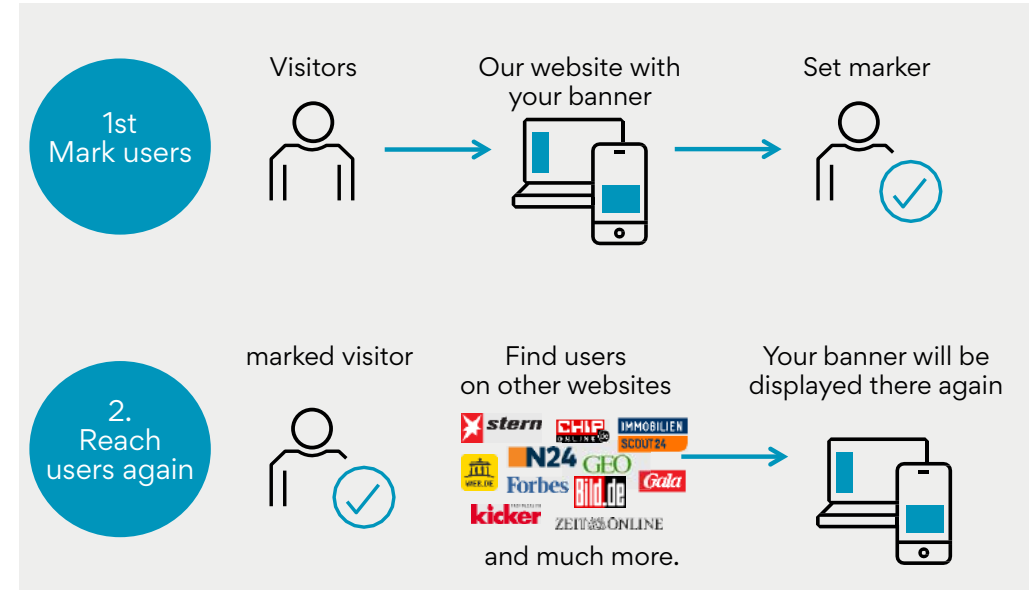 1st
Mark users
Visitors
Our website with
your banner
Set marker
2.
Reach
users again
marked visitor
Find users
on other websites
stern
CHIP
ONLINE
IMMOBILIEN
SCOUT24
WEB.DE
N24
GEO
Forbes
Bild.de
Gala
kicker
ZEIT ONLINE
and much more.
Your banner will be
displayed there again